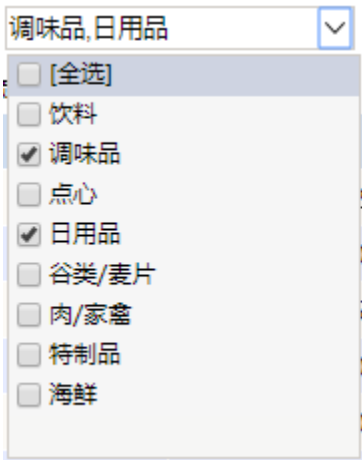 调味品,日用品
[全选]
饮料
调味品
点心
日用品
谷类/麦片
肉/家禽
特制品
海鲜